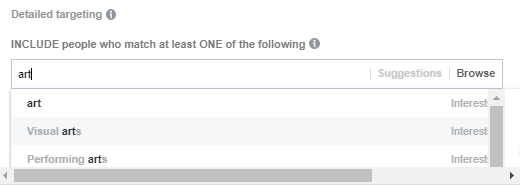 Detailed targeting
INCLUDE people who match at least ONE of the following
art Suggestions Browse
art Interest
Visual arts Interest
Performing arts Interest